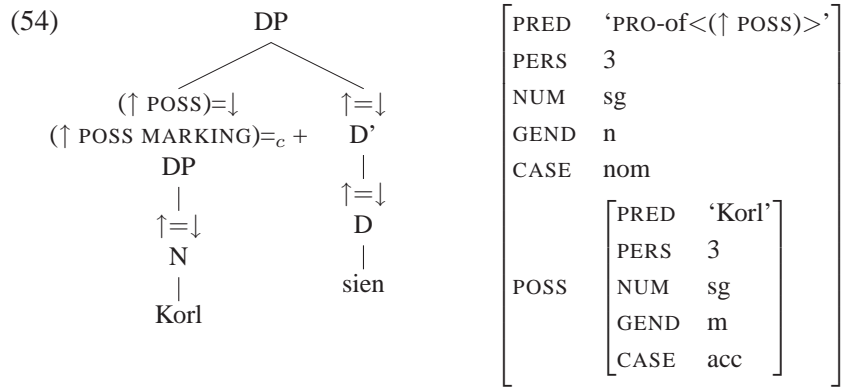 (54)
DP
(↑ POSS)=↓ ↑=↓
(↑ POSS MARKING)=c + D’
DP ↑=↓
↑=↓ D
N sien
Korl
PRED ‘PRO-of<(↑ POSS)>’
PERS 3
NUM sg
GEND n
CASE nom
POSS
PRED ‘Korl’
PERS 3
NUM sg
GEND m
CASE acc